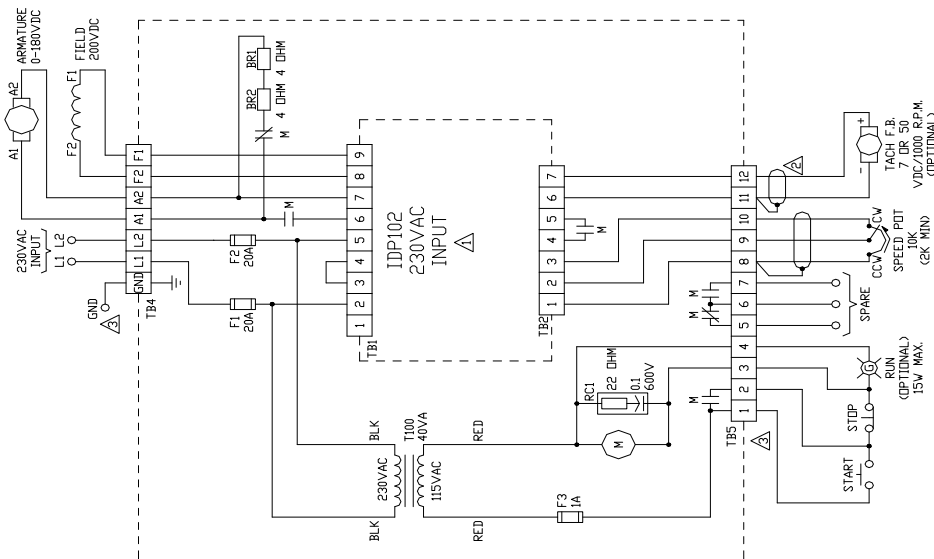 ARMATURE
0-180VDC
A1
A2
FIELD
200VDC
F1
F2
230VAC
INPUT
L1
L2
GND
3
TB4
GND
L1
L2
A1
A2
F2
F1
BR1
4 OHM
BR2
4 OHM
M
M
F2
20A
F1
20A
IDP102
230VAC
INPUT
1
TB1
1
2
3
4
5
6
7
8
9
TB2
1
2
3
4
5
6
7
M
BLK
BLK
230VAC
115VAC
T100
40VA
RED
RED
RC1
22 OHM
0.1
600V
M
F3
1A
M
M
M
TB5
3
1
2
3
4
5
6
7
8
9
10
11
12
2
TACH F.B.
7 OR 50
VDC/1000 R.P.M.
(OPTIONAL)
+
-
CCW
CW
SPEED POT
10K
(2K MIN)
SPARE
G
RUN
(OPTIONAL)
15W MAX.
STOP
START